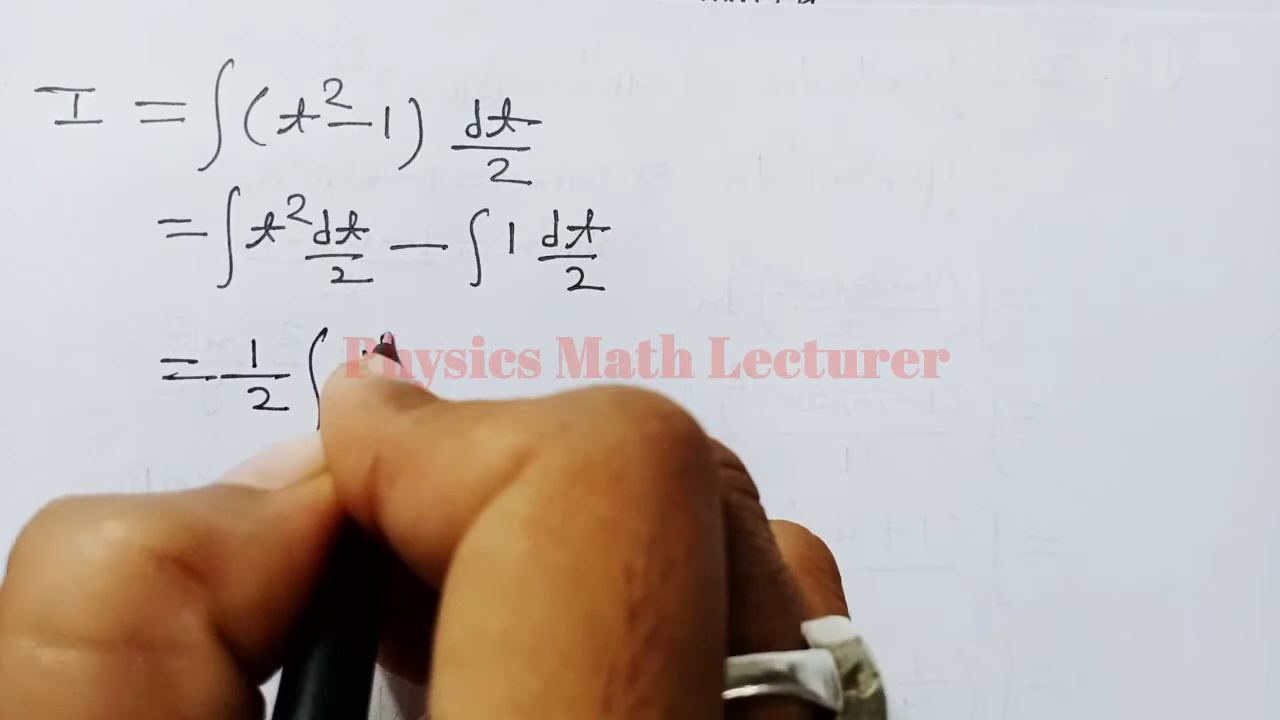 I = ∫(t²-1) dt/2
= ∫t² dt/2 - ∫1 dt/2
= 1/2 ∫
Physics Math Lecturer